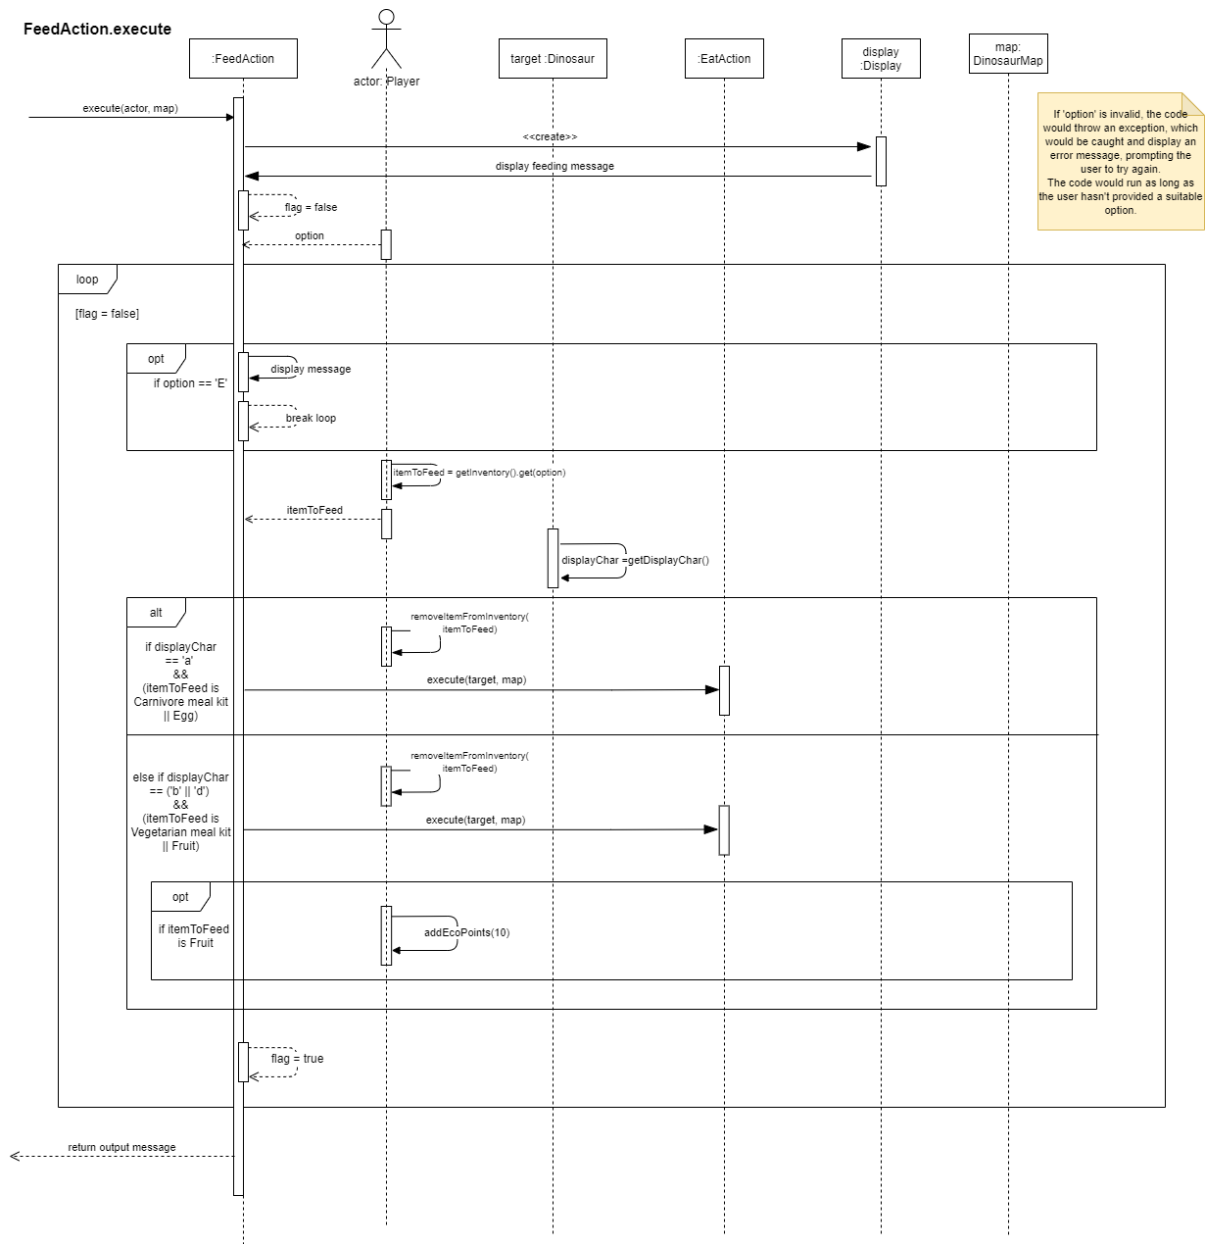 FeedAction.execute
:FeedAction
actor: Player
target :Dinosaur
:EatAction
display
:Display
map:
DinosaurMap
If 'option' is invalid, the code
would throw an exception, which
would be caught and display an
error message, prompting the
user to try again.
The code would run as long as
the user hasn't provided a suitable
option.
execute(actor, map)
<<create>>
display feeding message
flag = false
option
loop
[flag = false]
opt
if option == 'E'
display message
break loop
itemToFeed = getInventory().get(option)
itemToFeed
displayChar =getDisplayChar()
alt
if displayChar
== 'a'
&&
(itemToFeed is
Carnivore meal kit
|| Egg)
removeItemFromInventory(
itemToFeed)
execute(target, map)
else if displayChar
== ('b' || 'd')
&&
(itemToFeed is
Vegetarian meal kit
|| Fruit)
removeItemFromInventory(
itemToFeed)
execute(target, map)
opt
if itemToFeed
is Fruit
addEcoPoints(10)
flag = true
return output message